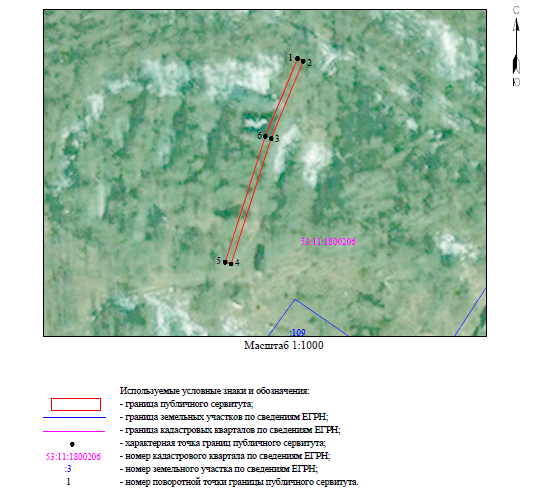 С
1
2
6
3
53:11:1800206
5
4
Ю
:109
Масштаб 1:1000
Используемые условные знаки и обозначения:
- граница публичного сервитута;
- граница земельных участков по сведениям ЕГРН;
- граница кадастровых кварталов по сведениям ЕГРН;
- характерная точка границ публичного сервитута;
53:11:1800206 - номер кадастрового квартала по сведениям ЕГРН;
:3 - номер земельного участка по сведениям ЕГРН;
1 - номер поворотной точки границы публичного сервитута.